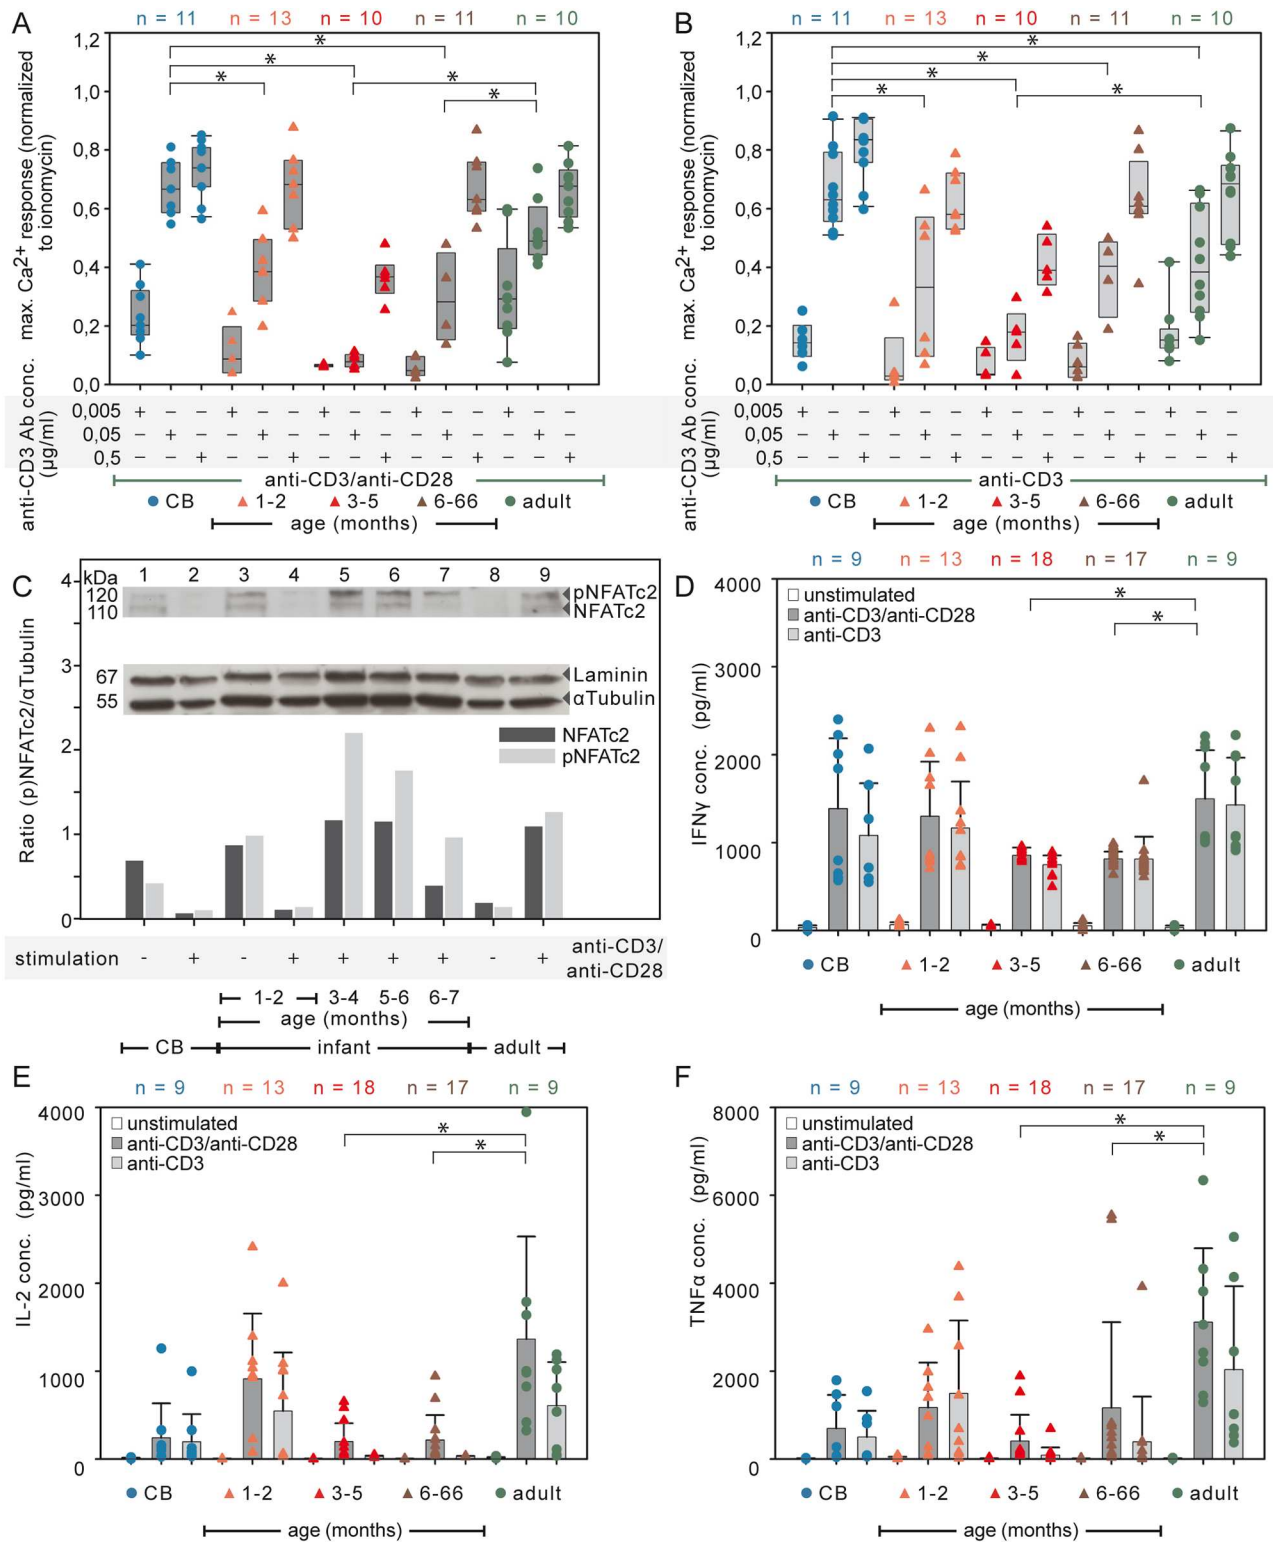 A
n = 11
n = 13
n = 10
n = 11
n = 10
1,2
1,0
0,8
0,6
0,4
0,2
0,0
max. Ca2+ response (normalized
to ionomycin)
*
*
*
*
*
anti-CD3 Ab conc.
(µg/ml)
0,005 + − − + − − + − − + − − + − −
0,05 − + − − + − − + − − + − − + −
0,5 − − + − − + − − + − − + − − +
anti-CD3/anti-CD28
CB 1-2 3-5 6-66 adult
age (months)
B
n = 11
n = 13
n = 10
n = 11
n = 10
1,2
1,0
0,8
0,6
0,4
0,2
0,0
max. Ca2+ response (normalized
to ionomycin)
*
*
*
*
*
anti-CD3 Ab conc.
(µg/ml)
0,005 + − − + − − + − − + − − + − −
0,05 − + − − + − − + − − + − − + −
0,5 − − + − − + − − + − − + − − +
anti-CD3
CB 1-2 3-5 6-66 adult
age (months)
C
4
3
2
1
0
Ratio (p)NFATc2/αTubulin
kDa 1 2 3 4 5 6 7 8 9
120 pNFATc2
110 NFATc2
67 Laminin
55 αTubulin
NFATc2
pNFATc2
stimulation - + - + + + + - + anti-CD3/
anti-CD28
1-2 3-4 5-6 6-7
age (months)
CB infant adult
D
n = 9
n = 13
n = 18
n = 17
n = 9
4000
3000
2000
1000
0
IFNγ conc. (pg/ml)
unstimulated
anti-CD3/anti-CD28
anti-CD3
*
*
CB 1-2 3-5 6-66 adult
age (months)
E
n = 9
n = 13
n = 18
n = 17
n = 9
4000
3000
2000
1000
0
IL-2 conc. (pg/ml)
unstimulated
anti-CD3/anti-CD28
anti-CD3
*
*
CB 1-2 3-5 6-66 adult
age (months)
F
n = 9
n = 13
n = 18
n = 17
n = 9
8000
6000
4000
2000
0
TNFα conc. (pg/ml)
unstimulated
anti-CD3/anti-CD28
anti-CD3
*
*
CB 1-2 3-5 6-66 adult
age (months)